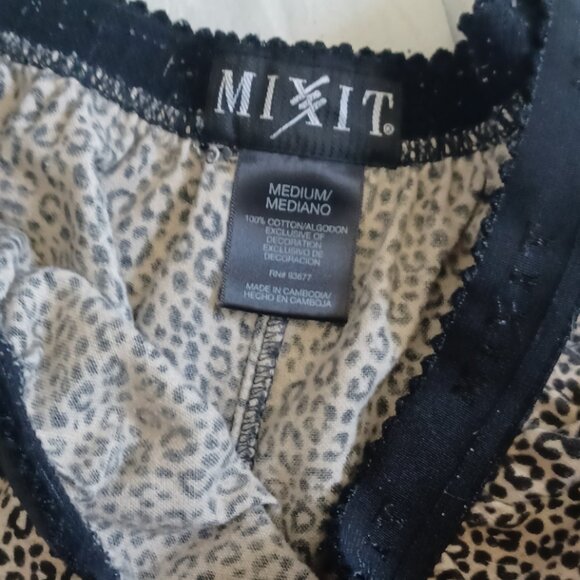 MIXIT®
MEDIUM/
MEDIANO
100% COTTON/ALGODON
EXCLUSIVE OF
DECORATION
EXCLUSIVO DE
DECORACION
RN# 93677
MADE IN CAMBODIA/
HECHO EN CAMBOJA